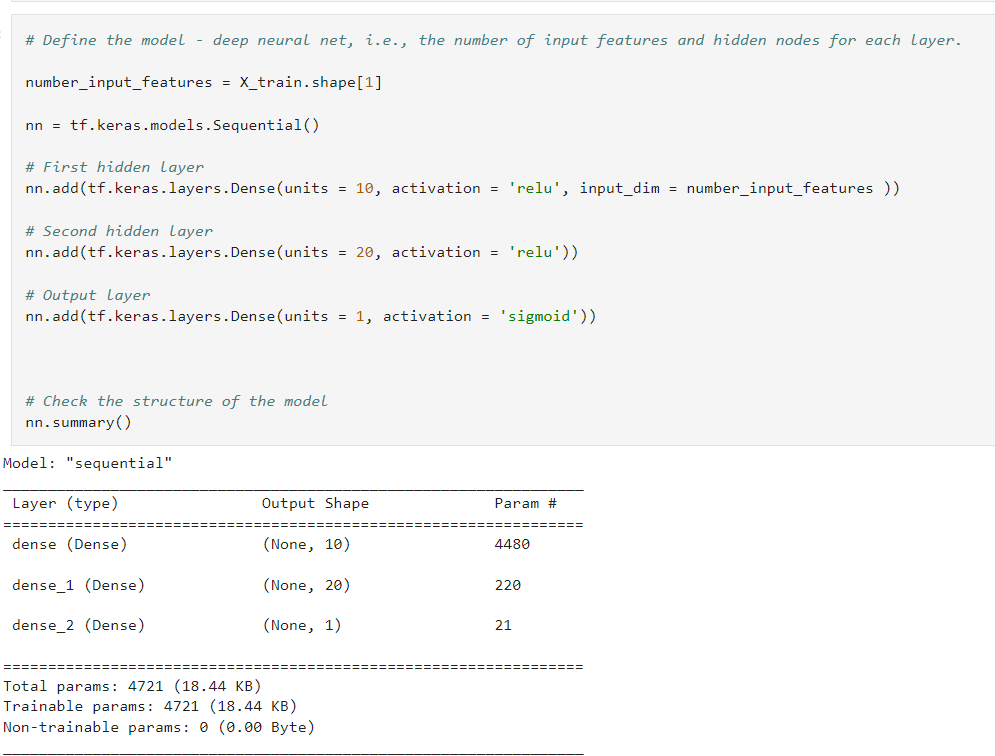 # Define the model - deep neural net, i.e., the number of input features and hidden nodes for each layer.
number_input_features = X_train.shape[1]
nn = tf.keras.models.Sequential()
# First hidden layer
nn.add(tf.keras.layers.Dense(units = 10, activation = 'relu', input_dim = number_input_features ))
# Second hidden layer
nn.add(tf.keras.layers.Dense(units = 20, activation = 'relu'))
# Output layer
nn.add(tf.keras.layers.Dense(units = 1, activation = 'sigmoid'))
# Check the structure of the model
nn.summary()
Model: "sequential"
_________________________________________________________________
Layer (type) Output Shape Param #
=================================================================
dense (Dense) (None, 10) 4480
dense_1 (Dense) (None, 20) 220
dense_2 (Dense) (None, 1) 21
=================================================================
Total params: 4721 (18.44 KB)
Trainable params: 4721 (18.44 KB)
Non-trainable params: 0 (0.00 Byte)
_________________________________________________________________